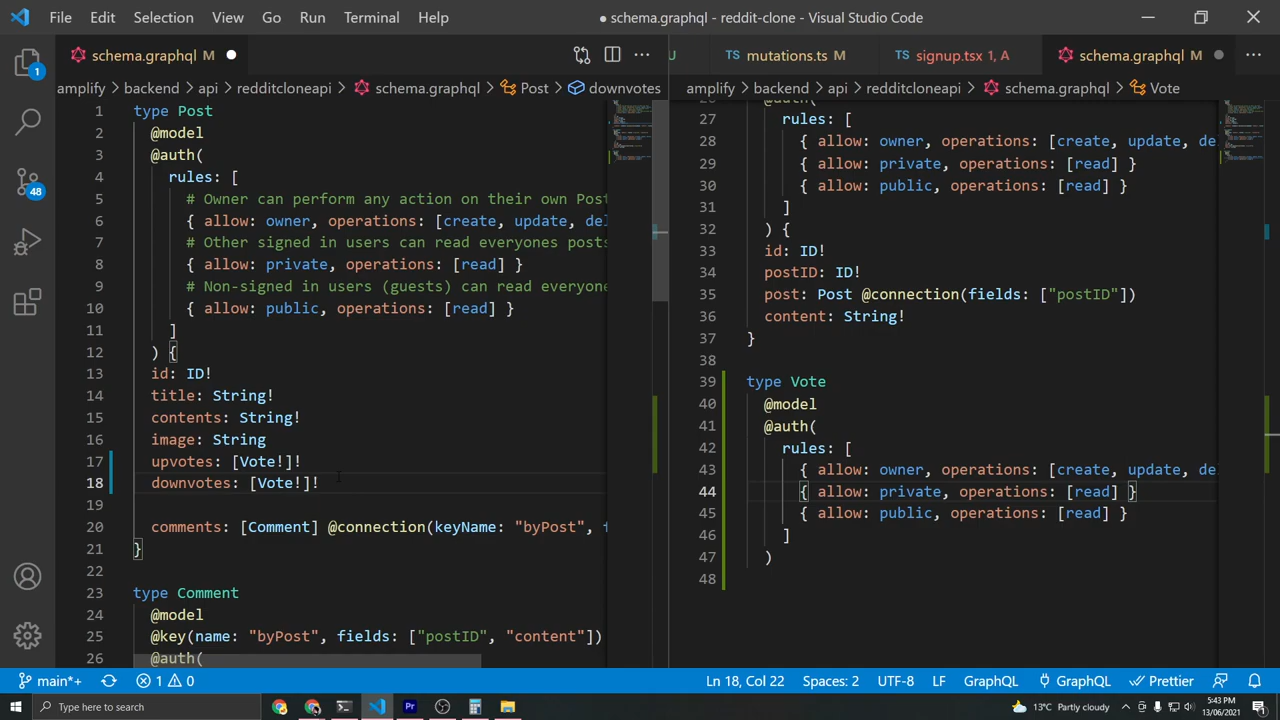 File Edit Selection View Go Run Terminal Help
● schema.graphql - reddit-clone - Visual Studio Code
schema.graphql M
U
TS mutations.ts M
TS signup.tsx 1, A
schema.graphql M
amplify > backend > api > redditcloneapi > schema.graphql > Post > downvotes
amplify > backend > api > redditcloneapi > schema.graphql > Vote
1 type Post
2 @model
3 @auth(
4 rules: [
5 # Owner can perform any action on their own Post
6 { allow: owner, operations: [create, update, del
7 # Other signed in users can read everyones posts
8 { allow: private, operations: [read] }
9 # Non-signed in users (guests) can read everyone
10 { allow: public, operations: [read] }
11 ]
12 ) {
13 id: ID!
14 title: String!
15 contents: String!
16 image: String
17 upvotes: [Vote!]!
18 downvotes: [Vote!]!
19
20 comments: [Comment] @connection(keyName: "byPost", f
21 }
22
23 type Comment
24 @model
25 @key(name: "byPost", fields: ["postID", "content"])
26 @auth(
26 @auth(
27 rules: [
28 { allow: owner, operations: [create, update, de
29 { allow: private, operations: [read] }
30 { allow: public, operations: [read] }
31 ]
32 ) {
33 id: ID!
34 postID: ID!
35 post: Post @connection(fields: ["postID"])
36 content: String!
37 }
38
39 type Vote
40 @model
41 @auth(
42 rules: [
43 { allow: owner, operations: [create, update, de
44 { allow: private, operations: [read] }
45 { allow: public, operations: [read] }
46 ]
47 )
48
1
48
main*+ 1 0
Ln 18, Col 22 Spaces: 2 UTF-8 LF GraphQL GraphQL Prettier
Type here to search
Pr
13°C Partly cloudy
5:43 PM
13/06/2021
1